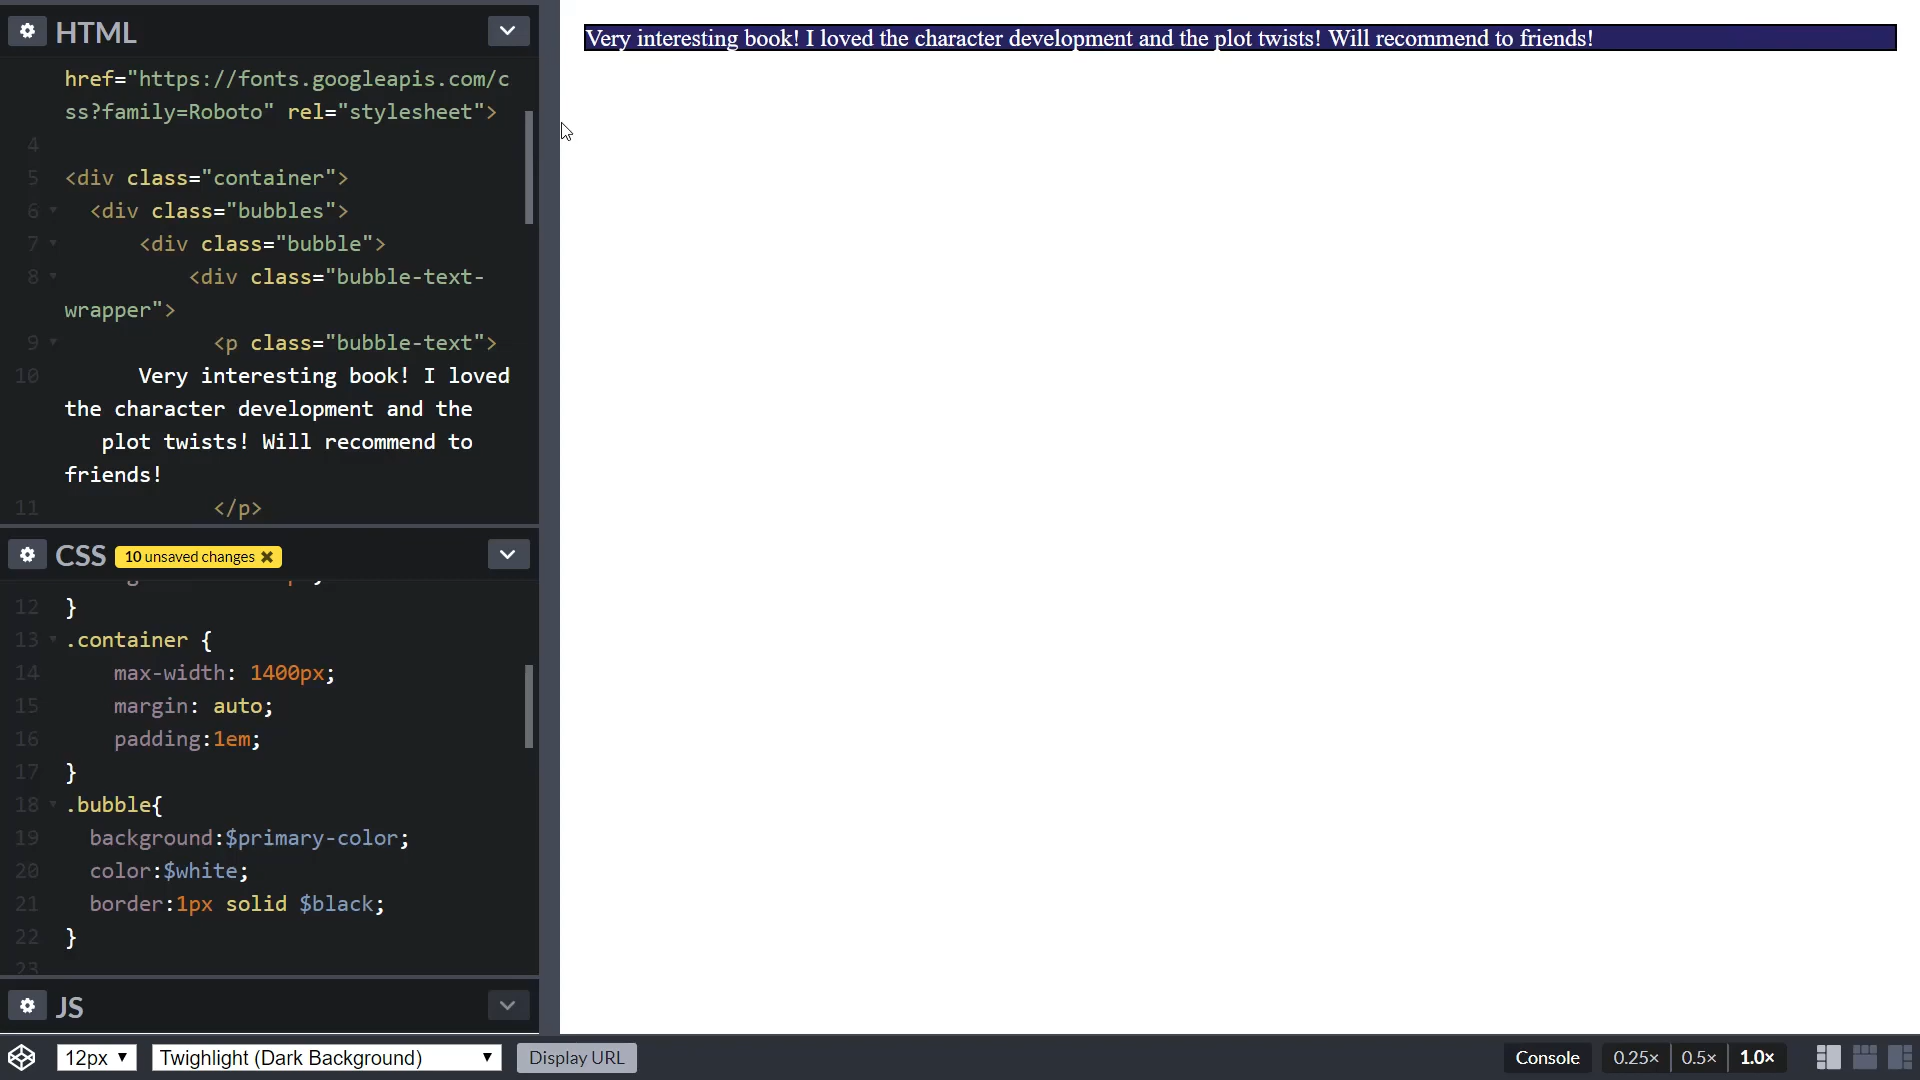 HTML
href="https://fonts.googleapis.com/c
ss?family=Roboto" rel="stylesheet">
4
5 <div class="container">
6 <div class="bubbles">
7 <div class="bubble">
8 <div class="bubble-text-
wrapper">
9 <p class="bubble-text">
10 Very interesting book! I loved
the character development and the
plot twists! Will recommend to
friends!
11 </p>
CSS 10 unsaved changes ×
12 }
13 .container {
14 max-width: 1400px;
15 margin: auto;
16 padding:1em;
17 }
18 .bubble{
19 background:$primary-color;
20 color:$white;
21 border:1px solid $black;
22 }
23
JS
Very interesting book! I loved the character development and the plot twists! Will recommend to friends!
12px Twighlight (Dark Background) Display URL Console 0.25× 0.5× 1.0×